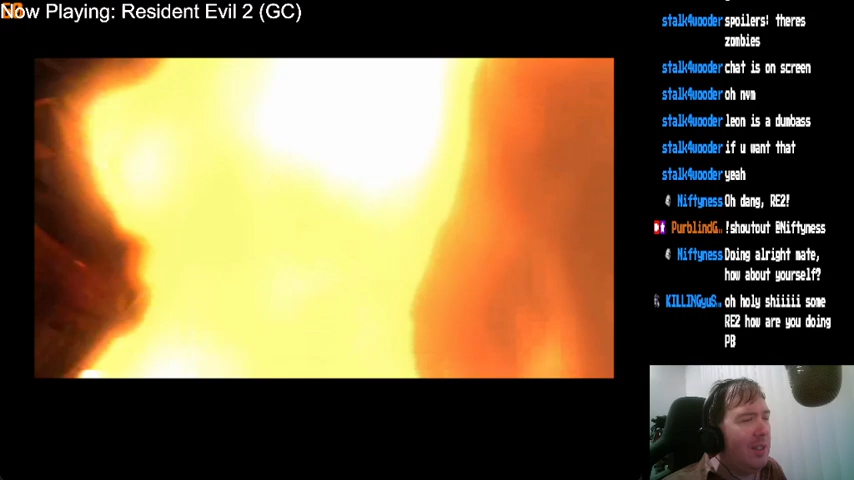 Now Playing: Resident Evil 2 (GC)
stalk4wooder spoilers! theres
zombies
stalk4wooder chat is on screen
stalk4wooder oh nvm
stalk4wooder leon is a dumbass
stalk4wooder if u want that
stalk4wooder yeah
Niftyness Oh dang, RE2!
PurblindG… !shoutout @Niftyness
Niftyness Doing alright mate,
how about yourself?
KILLINGyuS… oh holy shiiiii some
RE2 how are you doing
PB